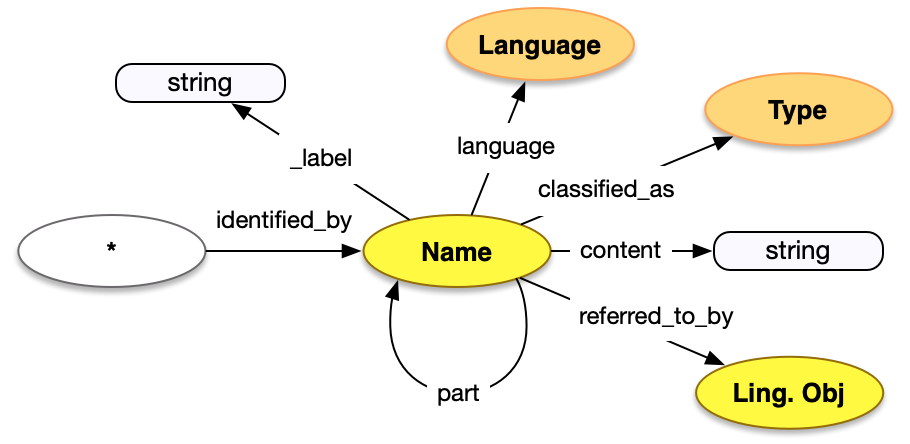 Language
string
Type
language
_label
classified_as
identified_by
*
Name
content
string
referred_to_by
part
Ling. Obj